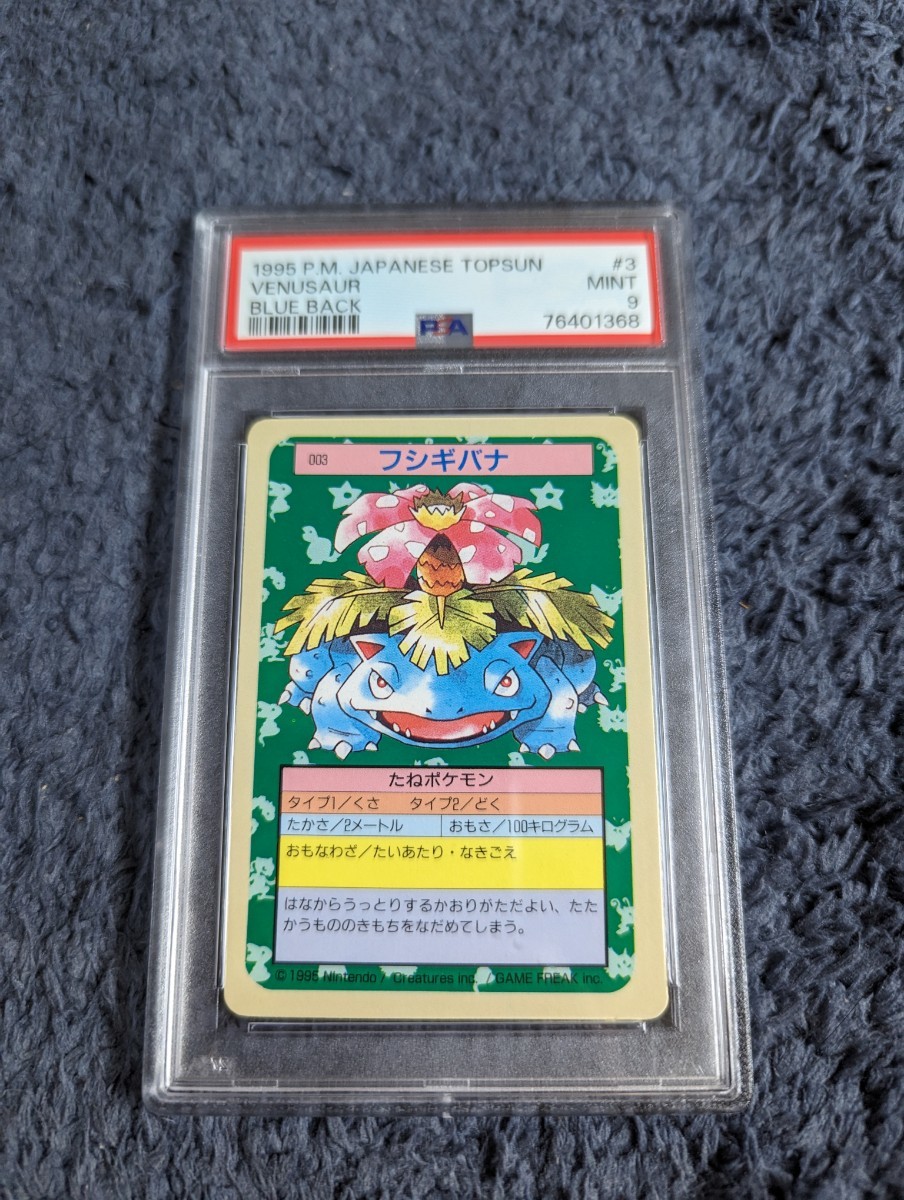 1995 P.M. JAPANESE TOPSUN #3
VENUSAUR MINT
BLUE BACK 9
PSA 76401368
003 フシギバナ
たねポケモン
タイプ1/くさ タイプ2/どく
たかさ/2メートル おもさ/100キログラム
おもなわざ/たいあたり・なきごえ
はなからうっとりするかおりがただよい、たた
かうもののきもちをなだめてしまう。
© 1995 Nintendo / Creatures inc. / GAME FREAK inc.